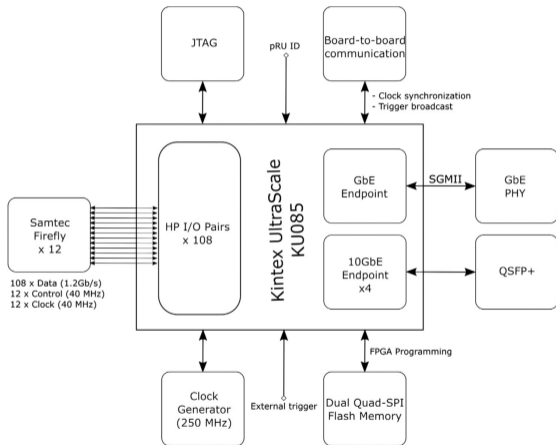 JTAG
pRU ID
Board-to-board
communication
- Clock synchronization
- Trigger broadcast
Samtec
Firefly
x 12
108 x Data (1.2Gb/s)
12 x Control (40 MHz)
12 x Clock (40 MHz)
HP I/O Pairs
x 108
Kintex UltraScale
KU085
GbE
Endpoint
SGMII
GbE
PHY
10GbE
Endpoint
x4
QSFP+
Clock
Generator
(250 MHz)
External trigger
FPGA Programming
Dual Quad-SPI
Flash Memory